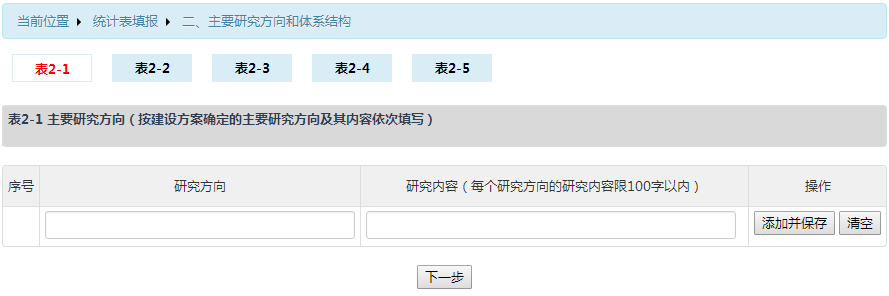 当前位置 统计表填报 二、主要研究方向和体系结构
表2-1 表2-2 表2-3 表2-4 表2-5
表2-1 主要研究方向（按建设方案确定的主要研究方向及其内容依次填写）
序号 研究方向 研究内容（每个研究方向的研究内容限100字以内） 操作
添加并保存 清空
下一步